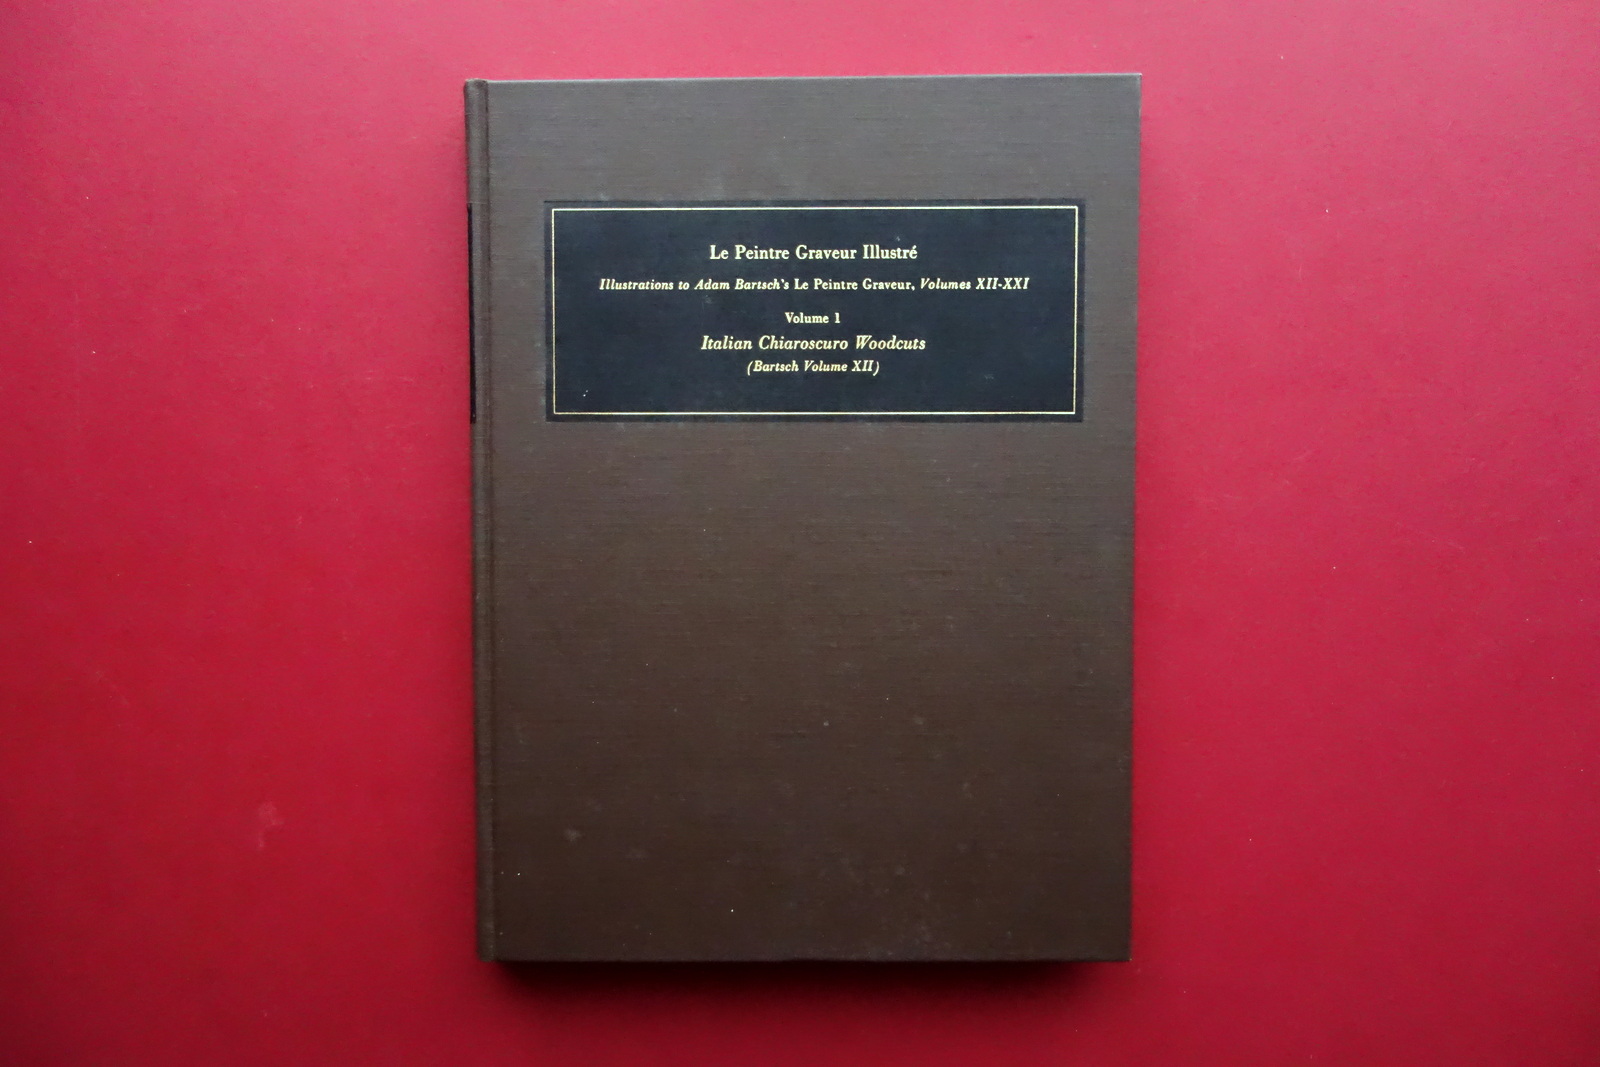 Le Peintre Graveur Illustré
Illustrations to Adam Bartsch's Le Peintre Graveur, Volumes XII-XXI
Volume 1
Italian Chiaroscuro Woodcuts
(Bartsch Volume XII)